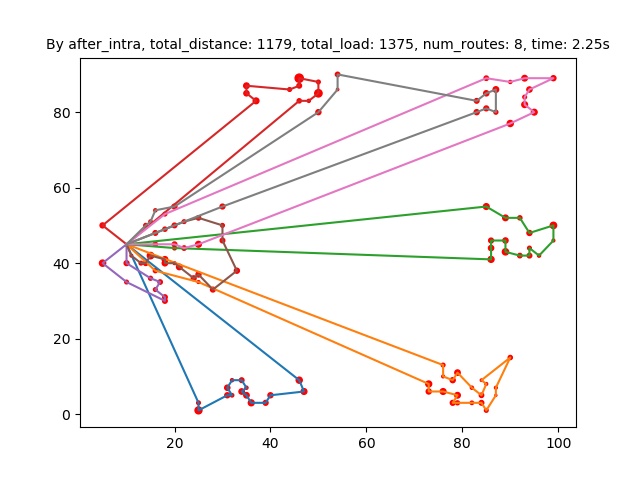 By after_intra, total_distance: 1179, total_load: 1375, num_routes: 8, time: 2.25s
80
60
40
20
0
20 40 60 80 100